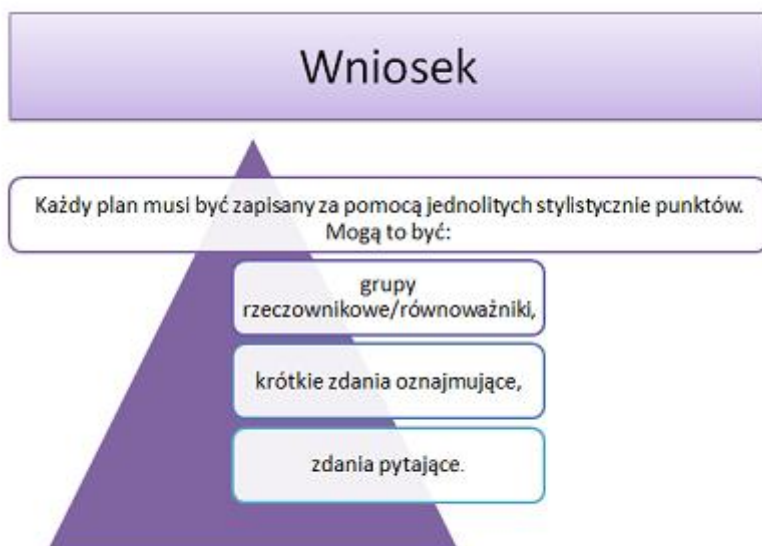 Wniosek
Każdy plan musi być zapisany za pomocą jednolitych stylistycznie punktów.
Mogą to być:
grupy
rzeczownikowe/równoważniki,
krótkie zdania oznajmujące,
zdania pytające.